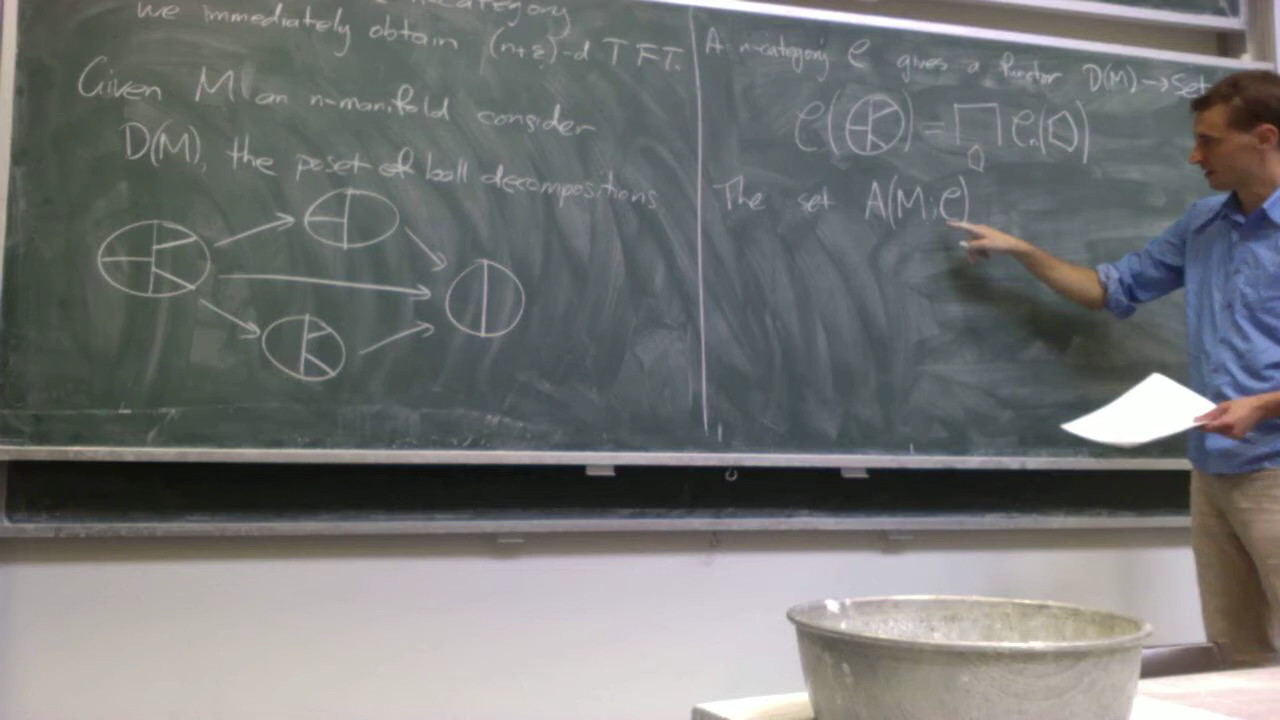 n-category
we immediately obtain (n+ε)-d TFT.
Given M an n-manifold consider
D(M), the poset of ball decompositions
A n-category C gives a functor D(M) → Set
C( ) = ∏ Cₙ( )
The set A(M; C)